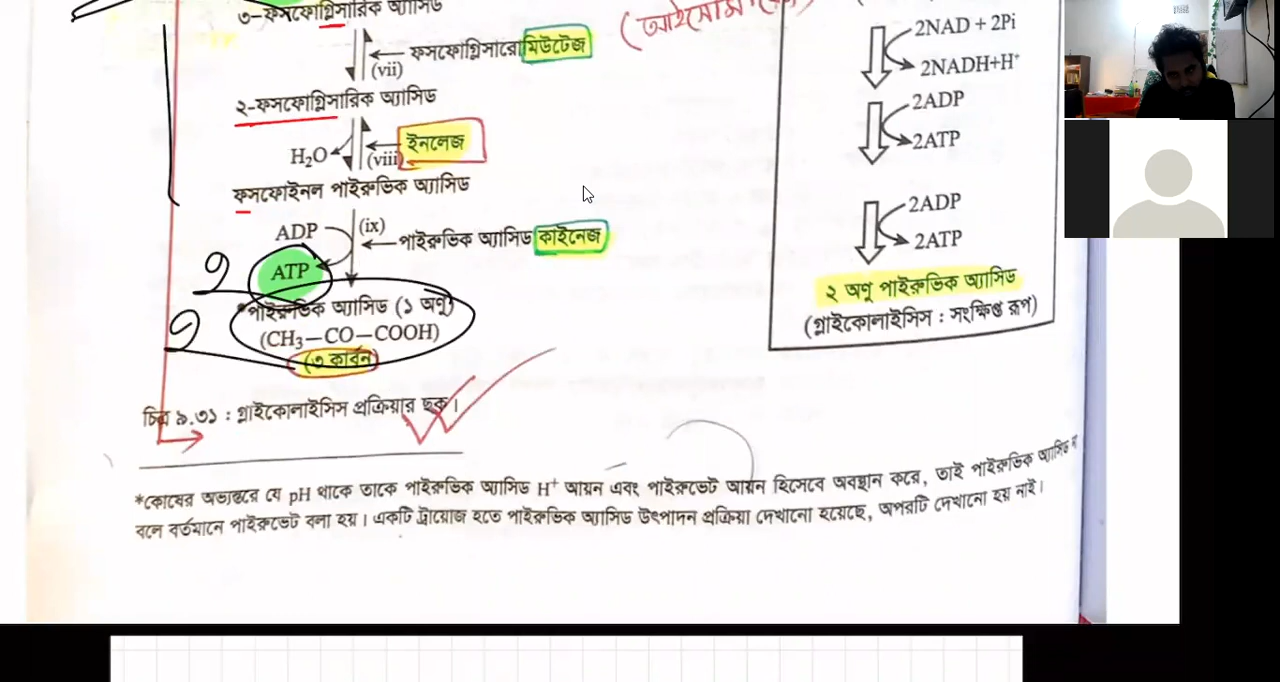 ৩-ফসফোগ্লিসারিক অ্যাসিড
(vii)
ফসফোগ্লিসারোমিউটেজ
২-ফসফোগ্লিসারিক অ্যাসিড
H₂O
(viii)
ইনলেজ
ফসফোইনল পাইরুভিক অ্যাসিড
ADP
(ix)
পাইরুভিক অ্যাসিড কাইনেজ
ATP
*পাইরুভিক অ্যাসিড (১ অণু)
(CH₃—CO—COOH)
(৩ কার্বন)
চিত্র ৯.৩১ : গ্লাইকোলাইসিস প্রক্রিয়ার ছক।
2NAD + 2Pi
2NADH+H⁺
2ADP
2ATP
2ADP
2ATP
২ অণু পাইরুভিক অ্যাসিড
(গ্লাইকোলাইসিস : সংক্ষিপ্ত রূপ)
*কোষের অভ্যন্তরে যে pH থাকে তাকে পাইরুভিক অ্যাসিড H⁺ আয়ন এবং পাইরুভেট আয়ন হিসেবে অবস্থান করে, তাই পাইরুভিক অ্যাসিড না
বলে বর্তমানে পাইরুভেট বলা হয়। একটি ট্রায়োজ হতে পাইরুভিক অ্যাসিড উৎপাদন প্রক্রিয়া দেখানো হয়েছে, অপরটি দেখানো হয় নাই।